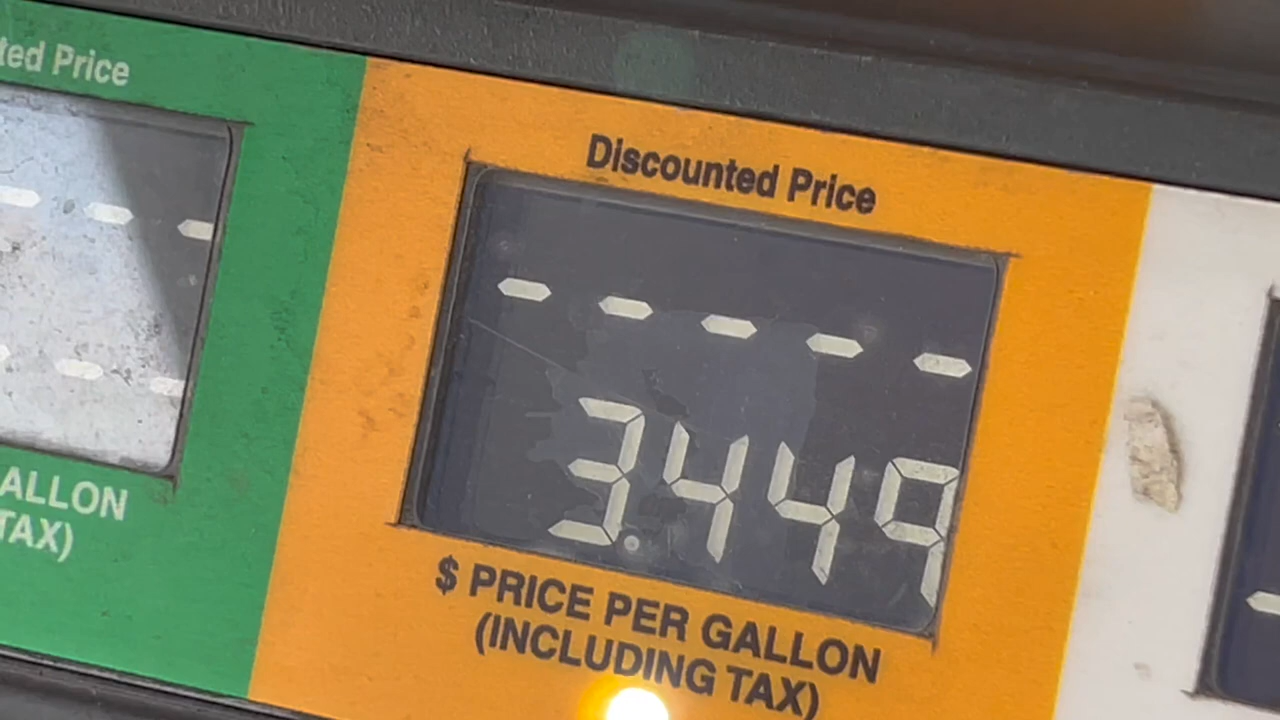 ted Price
ALLON
TAX)
Discounted Price
- - - - -
3.449
$ PRICE PER GALLON
(INCLUDING TAX)